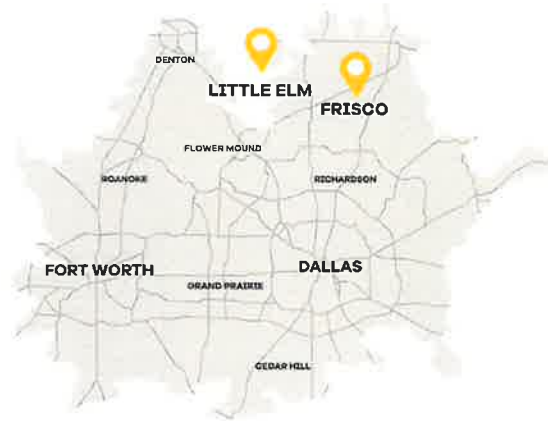 DENTON
LITTLE ELM
FRISCO
FLOWER MOUND
ROANOKE
RICHARDSON
FORT WORTH
DALLAS
GRAND PRAIRIE
CEDAR HILL